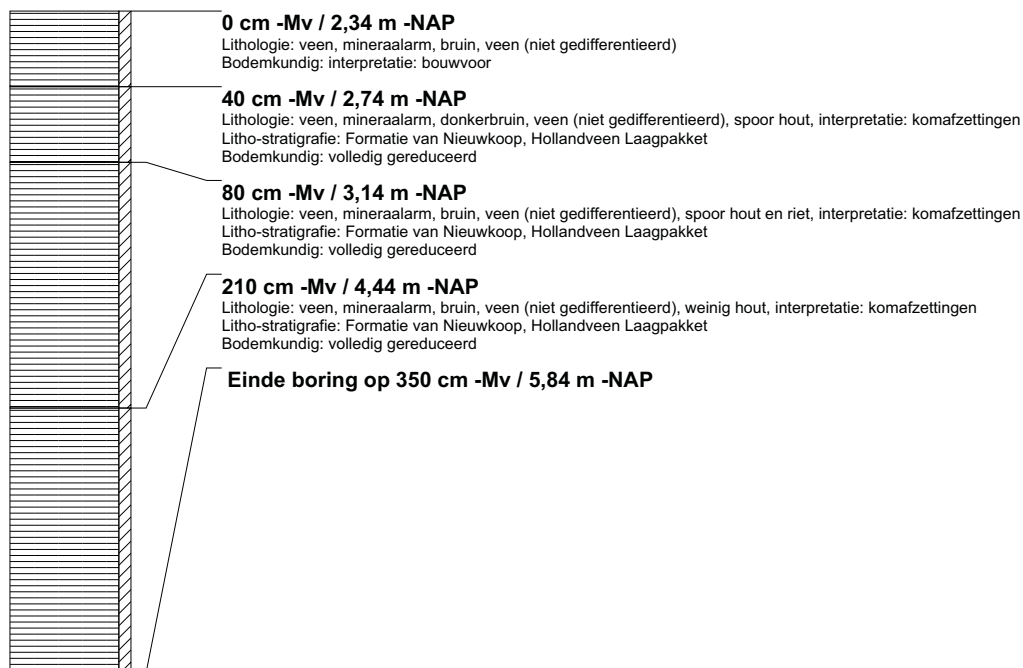 0 cm -Mv / 2,34 m -NAP
Lithologie: veen, mineraalarm, bruin, veen (niet gedifferentieerd)
Bodemkundig: interpretatie: bouwvoor
40 cm -Mv / 2,74 m -NAP
Lithologie: veen, mineraalarm, donkerbruin, veen (niet gedifferentieerd), spoor hout, interpretatie: komafzettingen
Litho-stratigrafie: Formatie van Nieuwkoop, Hollandveen Laagpakket
Bodemkundig: volledig gereduceerd
80 cm -Mv / 3,14 m -NAP
Lithologie: veen, mineraalarm, bruin, veen (niet gedifferentieerd), spoor hout en riet, interpretatie: komafzettingen
Litho-stratigrafie: Formatie van Nieuwkoop, Hollandveen Laagpakket
Bodemkundig: volledig gereduceerd
210 cm -Mv / 4,44 m -NAP
Lithologie: veen, mineraalarm, bruin, veen (niet gedifferentieerd), weinig hout, interpretatie: komafzettingen
Litho-stratigrafie: Formatie van Nieuwkoop, Hollandveen Laagpakket
Bodemkundig: volledig gereduceerd
Einde boring op 350 cm -Mv / 5,84 m -NAP